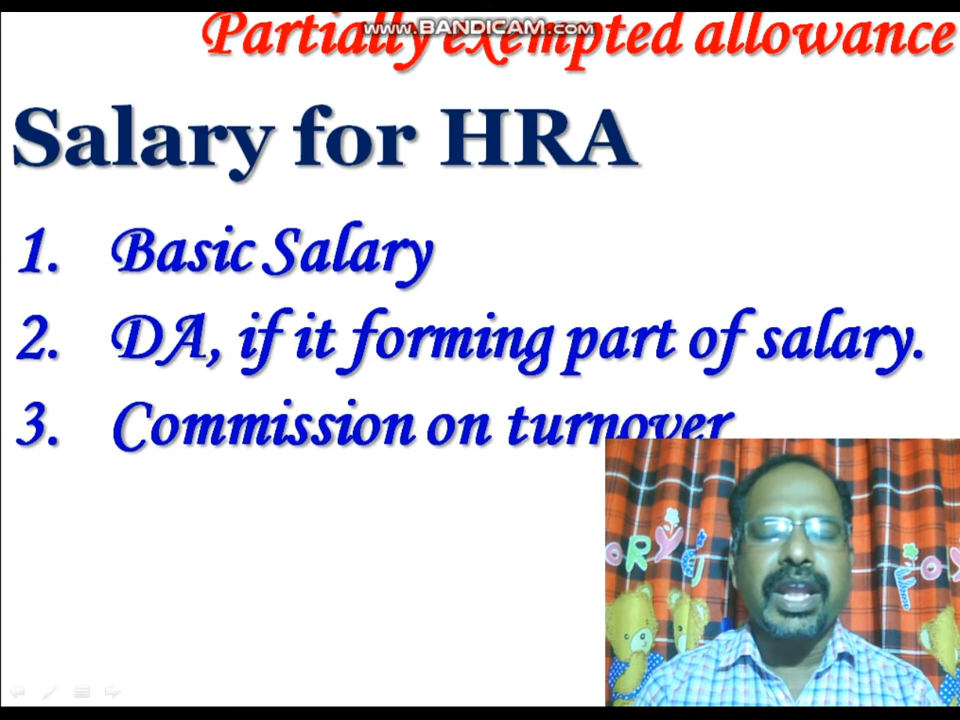 Partially exempted allowance
www.BANDICAM.com
Salary for HRA
1. Basic Salary
2. DA, if it forming part of salary.
3. Commission on turnover